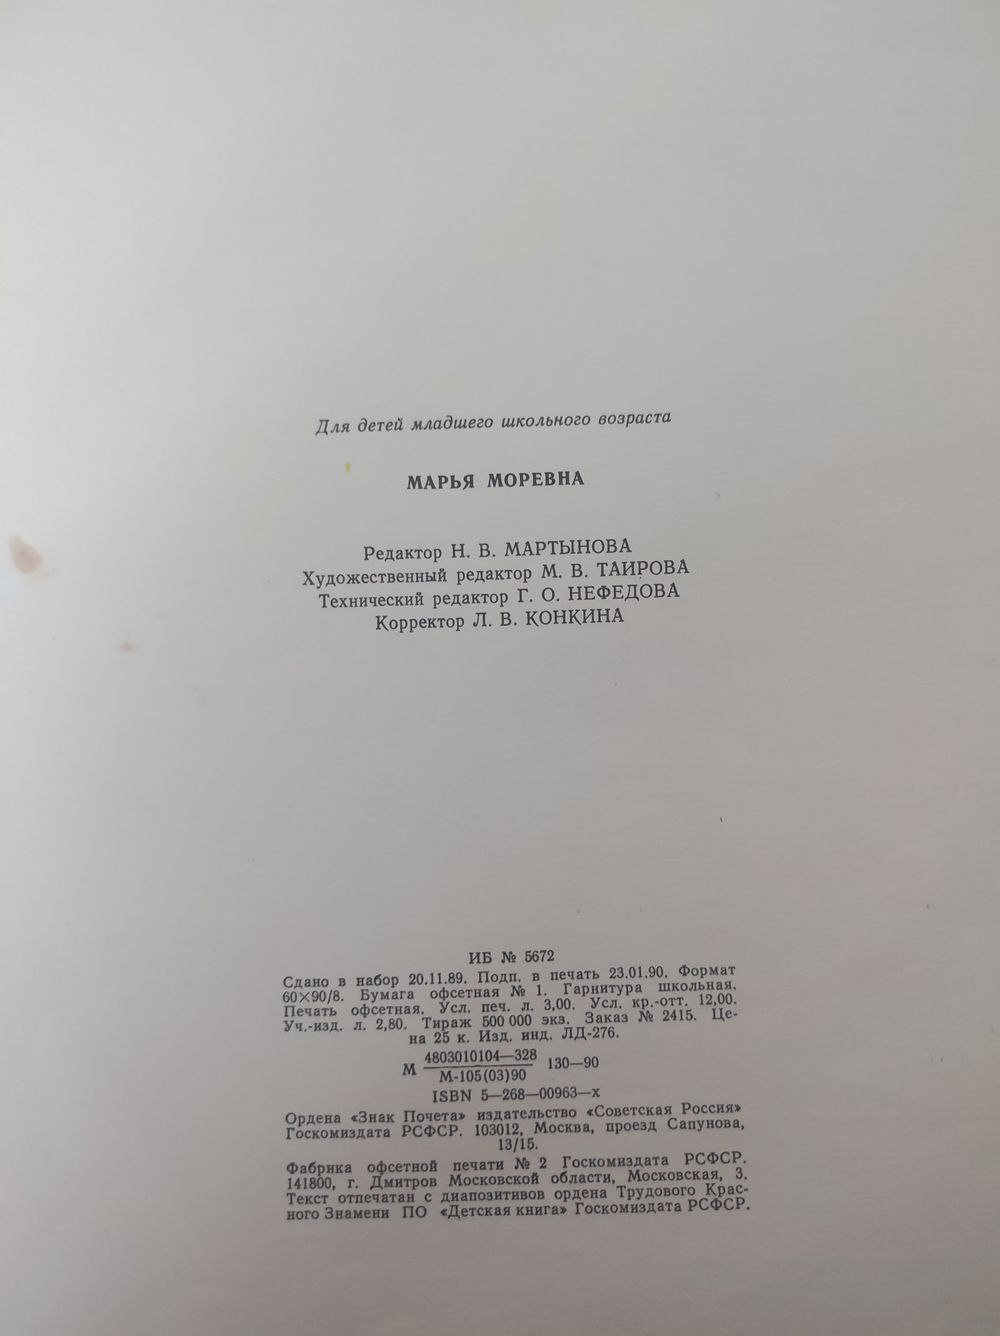 Для детей младшего школьного возраста
МАРЬЯ МОРЕВНА
Редактор Н. В. МАРТЫНОВА
Художественный редактор М. В. ТАИРОВА
Технический редактор Г. О. НЕФЕДОВА
Корректор Л. В. КОНКИНА
ИБ № 5672
Сдано в набор 20.11.89. Подп. в печать 23.01.90. Формат
60×90/8. Бумага офсетная № 1. Гарнитура школьная.
Печать офсетная. Усл. печ. л. 3,00. Усл. кр.-отт. 12,00.
Уч.-изд. л. 2,80. Тираж 500 000 экз. Заказ № 2415. Це-
на 25 к. Изд. инд. ЛД-276.
М 4803010104—328 130—90
М-105(03)90
ISBN 5—268—00963—х
Ордена «Знак Почета» издательство «Советская Россия»
Госкомиздата РСФСР. 103012, Москва, проезд Сапунова,
13/15.
Фабрика офсетной печати № 2 Госкомиздата РСФСР.
141800, г. Дмитров Московской области, Московская, 3.
Текст отпечатан с диапозитивов ордена Трудового Крас-
ного Знамени ПО «Детская книга» Госкомиздата РСФСР.